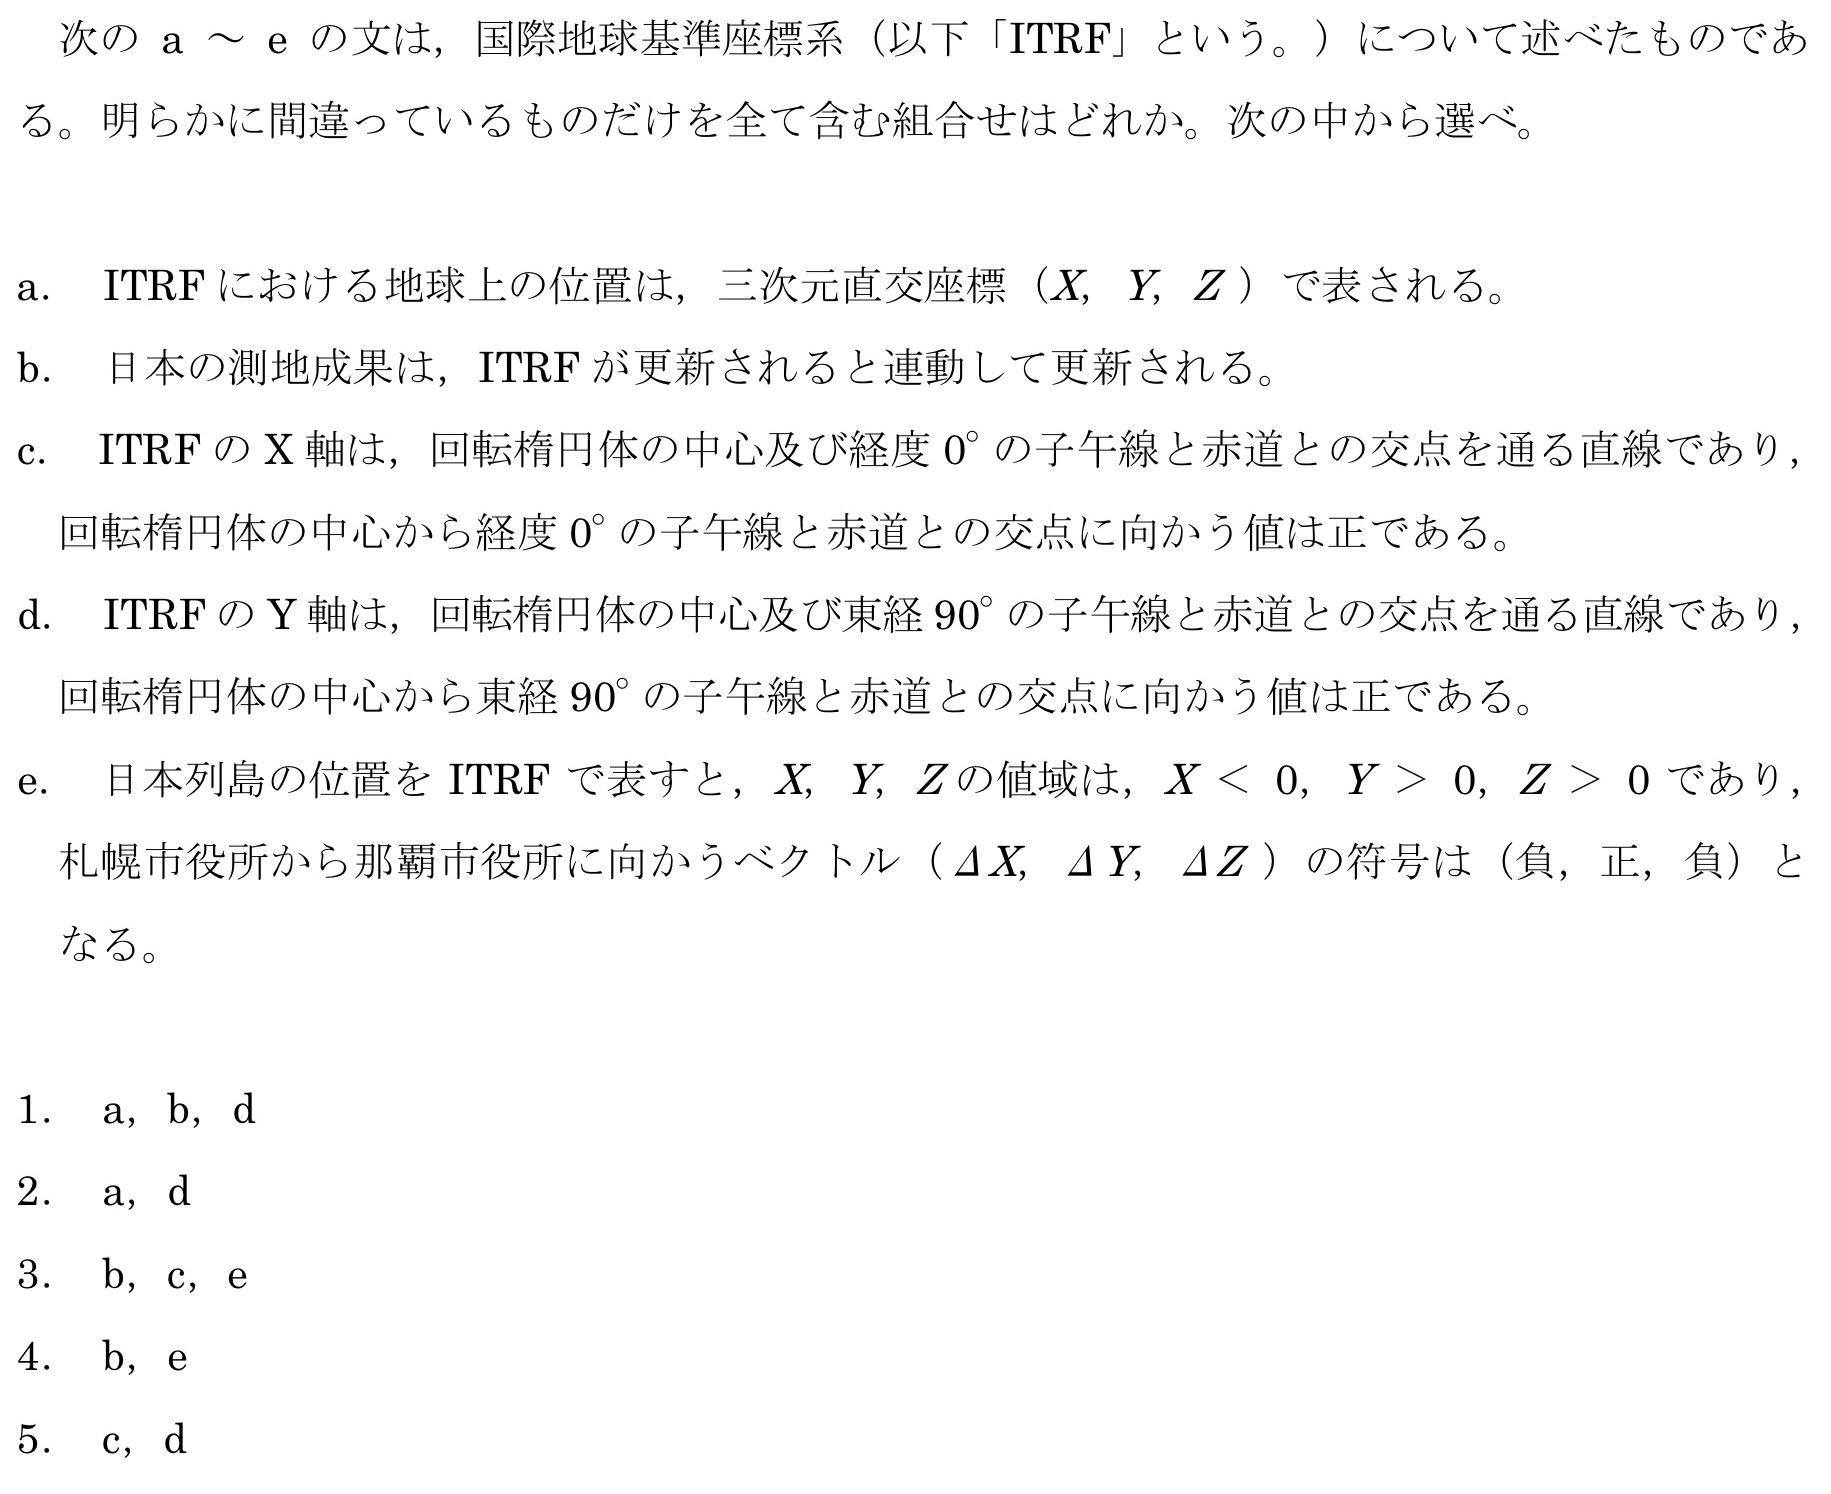 次の a ～ e の文は，国際地球基準座標系（以下「ITRF」という。）について述べたものであ
る。明らかに間違っているものだけを全て含む組合せはどれか。次の中から選べ。
a. ITRF における地球上の位置は，三次元直交座標（X，Y，Z）で表される。
b. 日本の測地成果は，ITRF が更新されると連動して更新される。
c. ITRF の X 軸は，回転楕円体の中心及び経度 0° の子午線と赤道との交点を通る直線であり，
回転楕円体の中心から経度 0° の子午線と赤道との交点に向かう値は正である。
d. ITRF の Y 軸は，回転楕円体の中心及び東経 90° の子午線と赤道との交点を通る直線であり，
回転楕円体の中心から東経 90° の子午線と赤道との交点に向かう値は正である。
e. 日本列島の位置を ITRF で表すと，X，Y，Z の値域は，X ＜ 0，Y ＞ 0，Z ＞ 0 であり，
札幌市役所から那覇市役所に向かうベクトル（ΔX，ΔY，ΔZ）の符号は（負，正，負）と
なる。
1. a，b，d
2. a，d
3. b，c，e
4. b，e
5. c，d